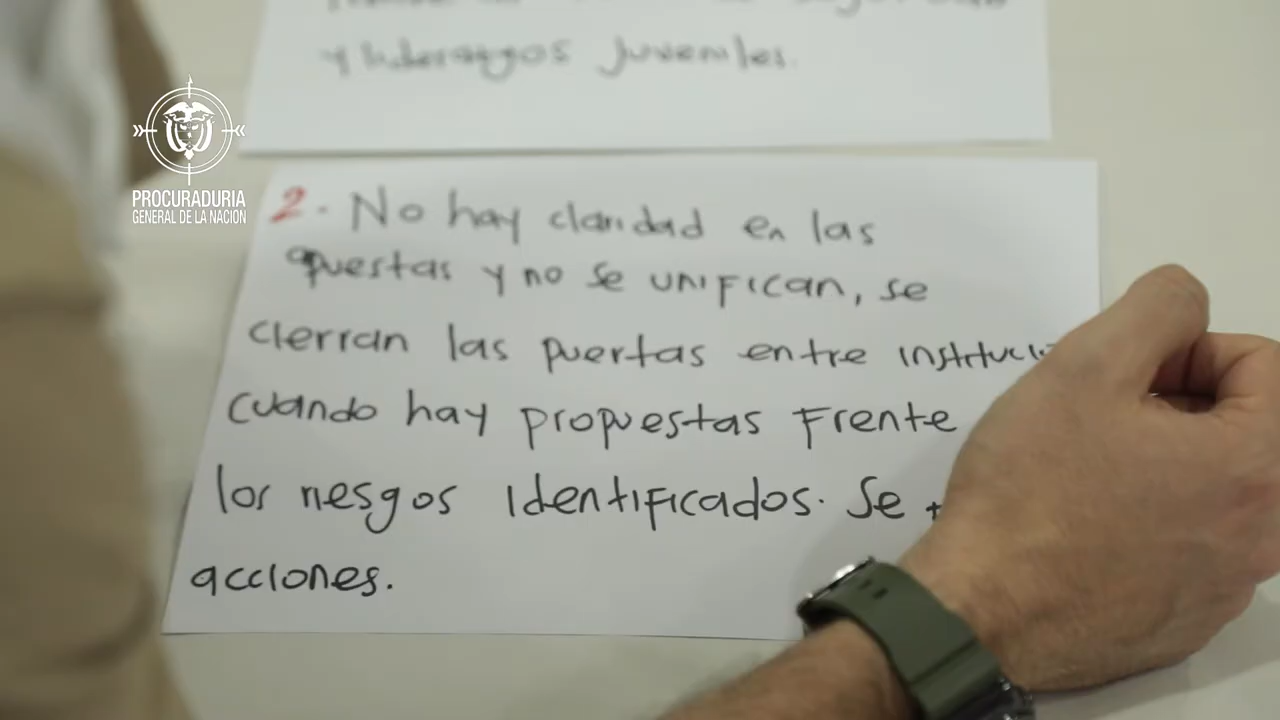 y liderazgos juveniles.
PROCURADURIA
GENERAL DE LA NACION
2. No hay claridad en las
apuestas y no se unifican, se
cierran las puertas entre
cuando hay propuestas frente
los riesgos identificados. Se
acciones.